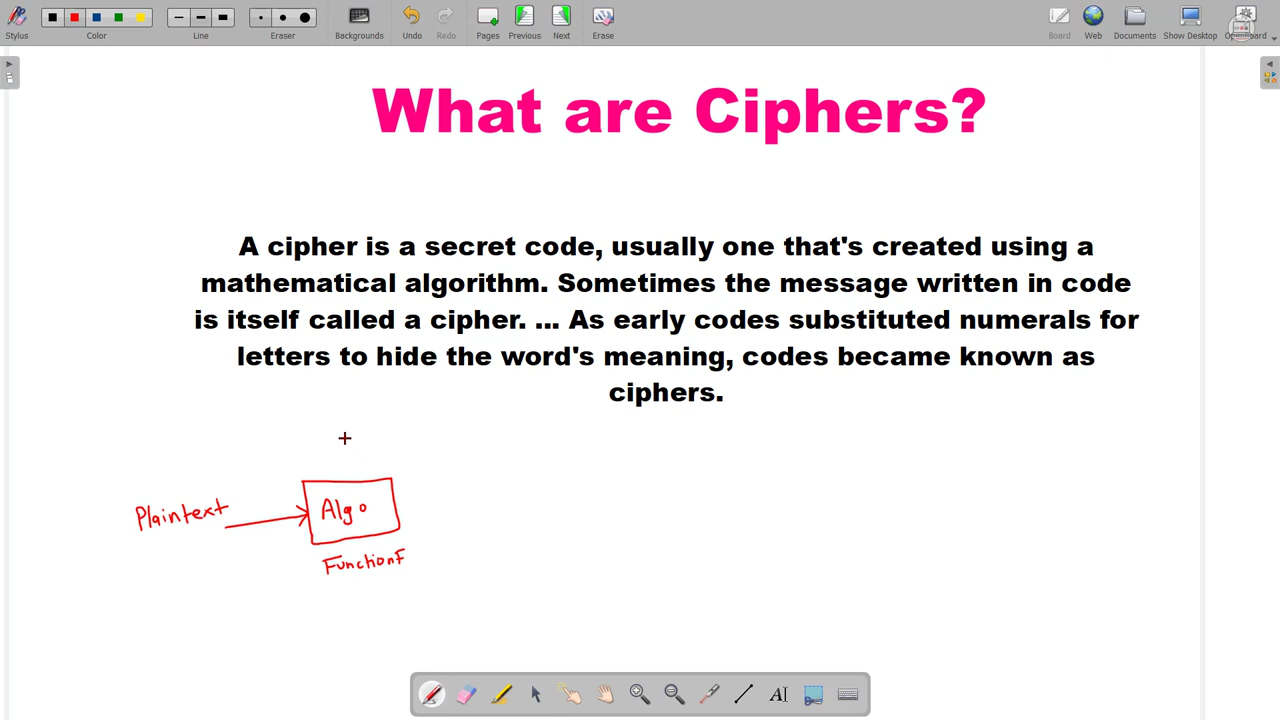 Stylus Color Line Eraser Backgrounds Undo Redo Pages Previous Next Erase Board Web Documents Show Desktop OpenBoard
What are Ciphers?
A cipher is a secret code, usually one that's created using a
mathematical algorithm. Sometimes the message written in code
is itself called a cipher. ... As early codes substituted numerals for
letters to hide the word's meaning, codes became known as
ciphers.
Plaintext
Algo
FunctionF
AI